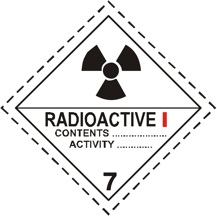 RADIOACTIVE I
CONTENTS ....................
ACTIVITY .............
7